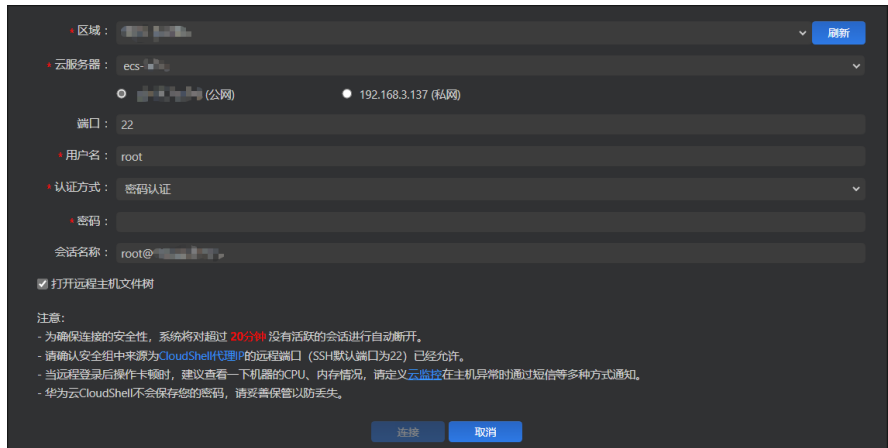 * 区域：
刷新
* 云服务器： ecs-
(公网) 192.168.3.137 (私网)
端口： 22
* 用户名： root
* 认证方式： 密码认证
* 密码：
会话名称： root@
打开远程主机文件树
注意:
- 为确保连接的安全性，系统将对超过 20分钟 没有活跃的会话进行自动断开。
- 请确认安全组中来源为CloudShell代理IP的远程端口（SSH默认端口为22）已经允许。
- 当远程登录后操作卡顿时，建议查看一下机器的CPU、内存情况，请定义云监控在主机异常时通过短信等多种方式通知。
- 华为云CloudShell不会保存您的密码，请妥善保管以防丢失。
连接 取消